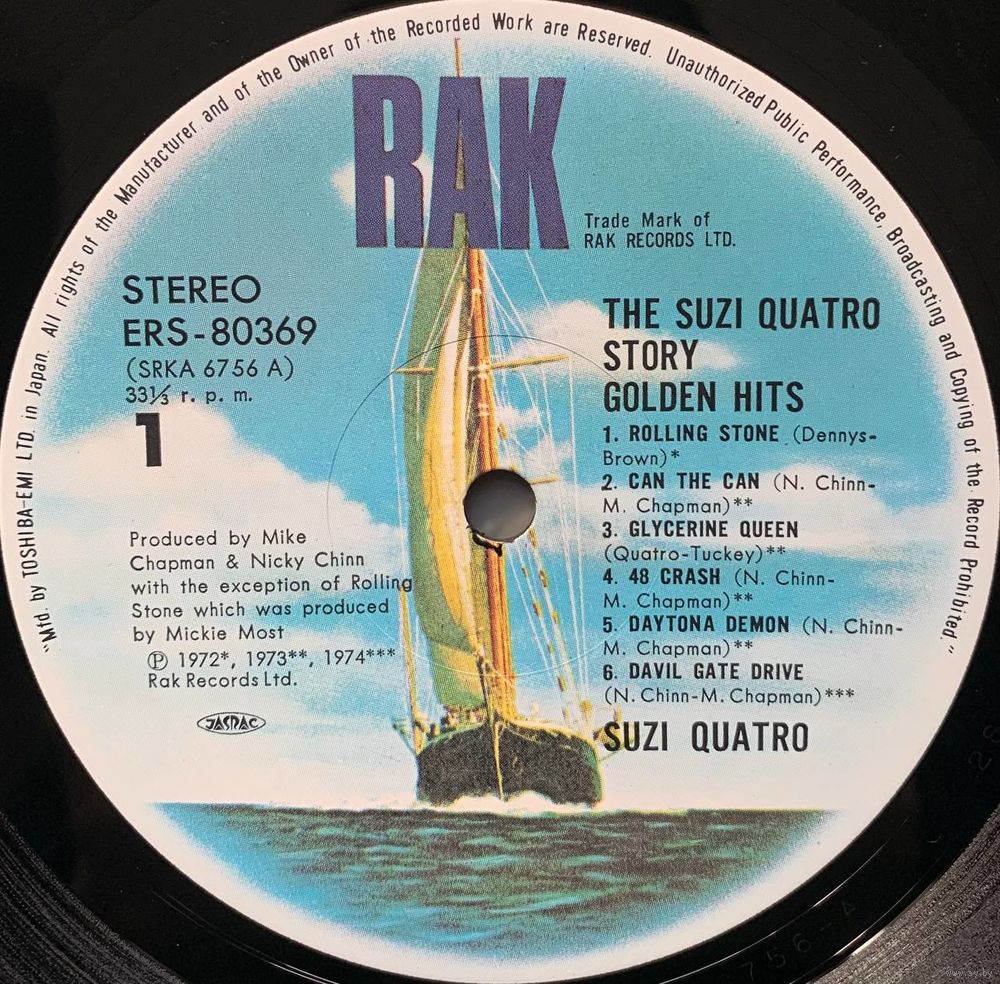 "Mfd. by TOSHIBA-EMI LTD. in Japan. All rights of the Manufacturer and of the Owner of the Recorded Work are Reserved. Unauthorized Public Performance, Broadcasting and Copying of the Record Prohibited"
RAK
Trade Mark of
RAK RECORDS LTD.
STEREO
ERS-80369
(SRKA 6756 A)
33⅓ r. p. m.
1
THE SUZI QUATRO
STORY
GOLDEN HITS
1. ROLLING STONE (Dennys-
Brown)*
2. CAN THE CAN (N. Chinn-
M. Chapman)**
3. GLYCERINE QUEEN
(Quatro-Tuckey)**
4. 48 CRASH (N. Chinn-
M. Chapman)**
5. DAYTONA DEMON (N. Chinn-
M. Chapman)**
6. DAVIL GATE DRIVE
(N. Chinn-M. Chapman)***
SUZI QUATRO
Produced by Mike
Chapman & Nicky Chinn
with the exception of Rolling
Stone which was produced
by Mickie Most
Ⓟ 1972*, 1973**, 1974***
Rak Records Ltd.
JASRAC